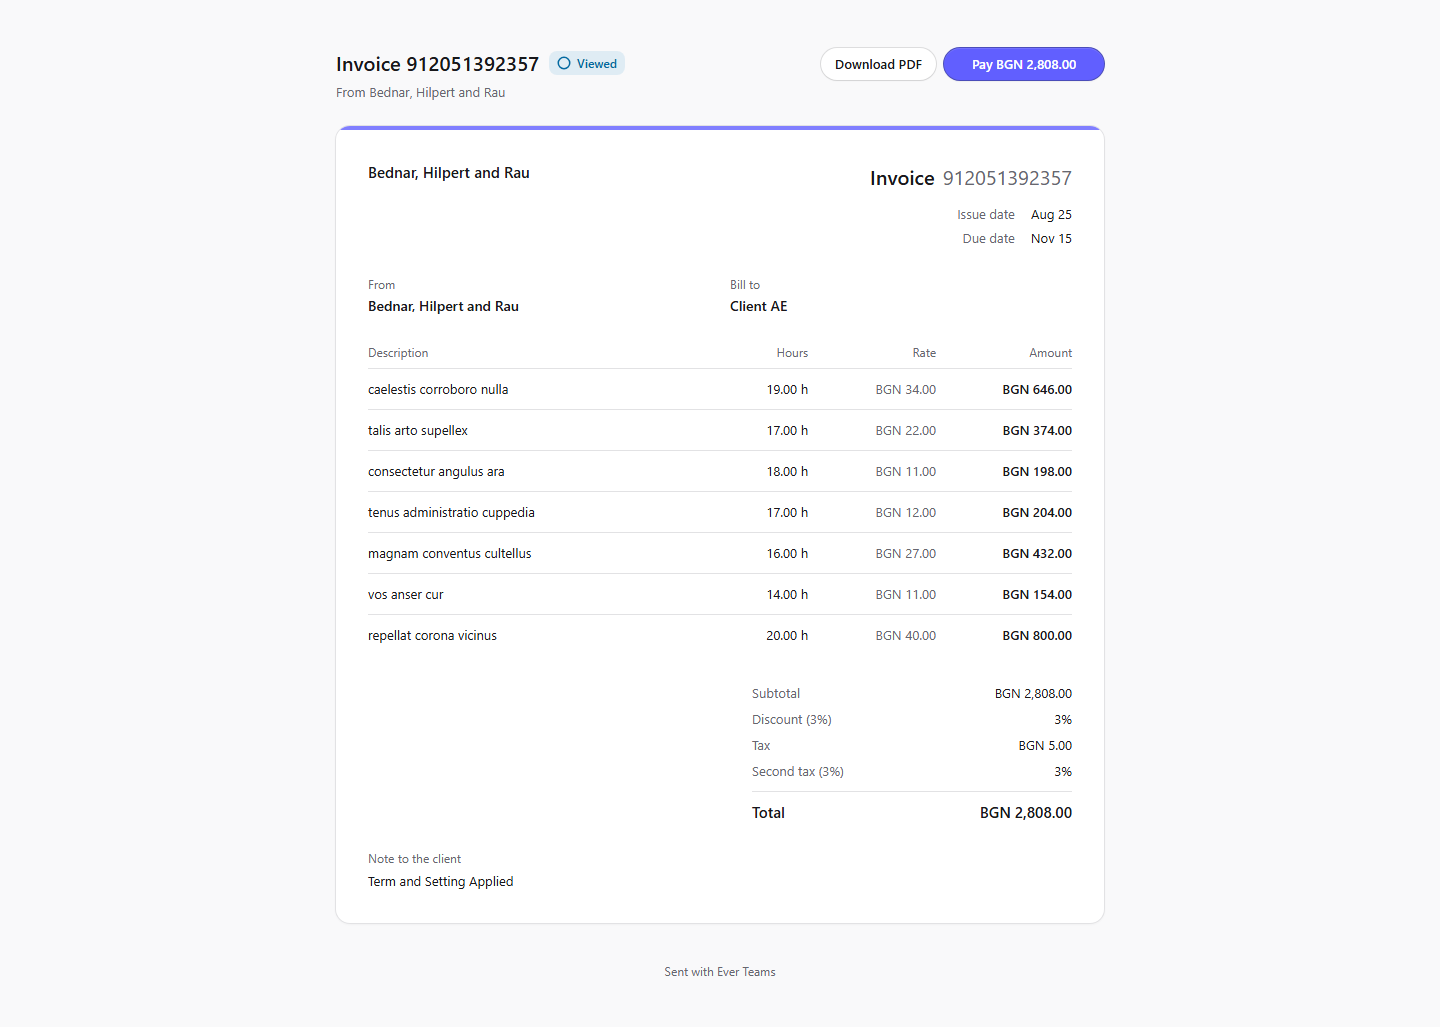 Invoice 912051392357 Viewed
From Bednar, Hilpert and Rau
Download PDF
Pay BGN 2,808.00
Bednar, Hilpert and Rau
Invoice 912051392357
Issue date Aug 25
Due date Nov 15
From
Bednar, Hilpert and Rau
Bill to
Client AE
Description Hours Rate Amount
caelestis corroboro nulla 19.00 h BGN 34.00 BGN 646.00
talis arto supellex 17.00 h BGN 22.00 BGN 374.00
consectetur angulus ara 18.00 h BGN 11.00 BGN 198.00
tenus administratio cuppedia 17.00 h BGN 12.00 BGN 204.00
magnam conventus cultellus 16.00 h BGN 27.00 BGN 432.00
vos anser cur 14.00 h BGN 11.00 BGN 154.00
repellat corona vicinus 20.00 h BGN 40.00 BGN 800.00
Subtotal BGN 2,808.00
Discount (3%) 3%
Tax BGN 5.00
Second tax (3%) 3%
Total BGN 2,808.00
Note to the client
Term and Setting Applied
Sent with Ever Teams